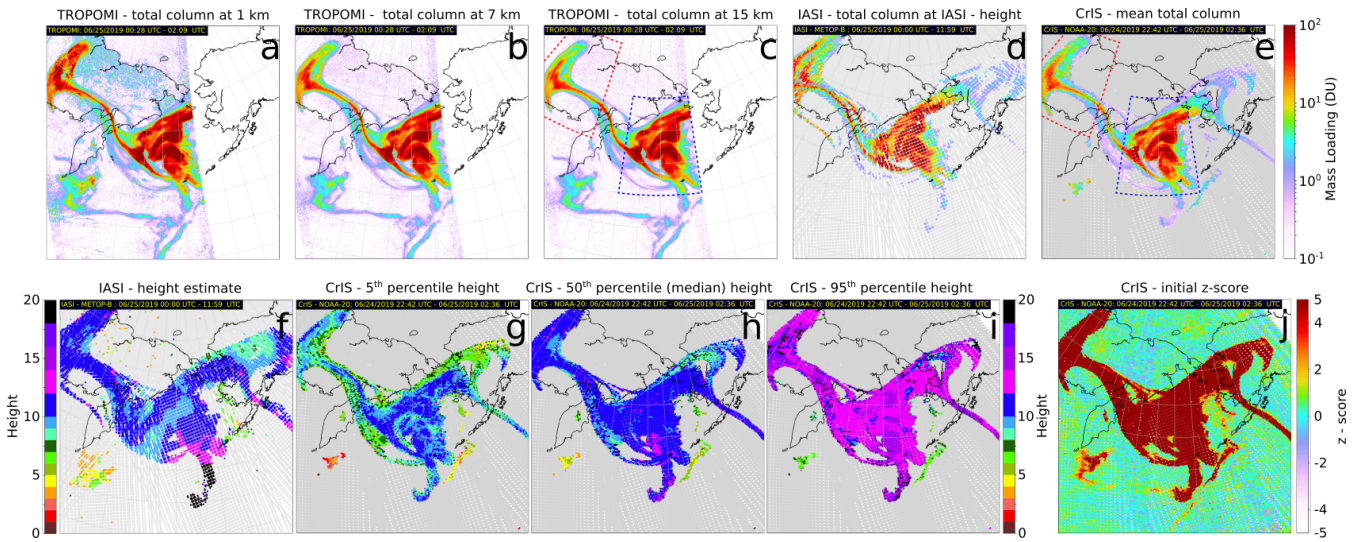 TROPOMI - total column at 1 km
TROPOMI: 06/25/2019 00:28 UTC - 02:09 UTC
a
TROPOMI - total column at 7 km
TROPOMI: 06/25/2019 00:28 UTC - 02:09 UTC
b
TROPOMI - total column at 15 km
TROPOMI: 06/25/2019 00:28 UTC - 02:09 UTC
c
IASI - total column at IASI - height
IASI - METOP-B : 06/25/2019 00:00 UTC - 11:59 UTC
d
CrIS - mean total column
CrIS - NOAA-20: 06/24/2019 22:42 UTC - 06/25/2019 02:36 UTC
e
10²
10¹
10⁰
10⁻¹
Mass Loading (DU)
IASI - height estimate
IASI - METOP-B : 06/25/2019 00:00 UTC - 11:59 UTC
f
20
15
10
5
0
Height
CrIS - 5th percentile height
CrIS - NOAA-20: 06/24/2019 22:42 UTC - 06/25/2019 02:36 UTC
g
CrIS - 50th percentile (median) height
CrIS - NOAA-20: 06/24/2019 22:42 UTC - 06/25/2019 02:36 UTC
h
CrIS - 95th percentile height
CrIS - NOAA-20: 06/24/2019 22:42 UTC - 06/25/2019 02:36 UTC
i
20
15
10
5
0
Height
CrIS - initial z-score
CrIS - NOAA-20: 06/24/2019 22:42 UTC - 06/25/2019 02:36 UTC
j
5
4
2
0
-2
-4
-5
z - score